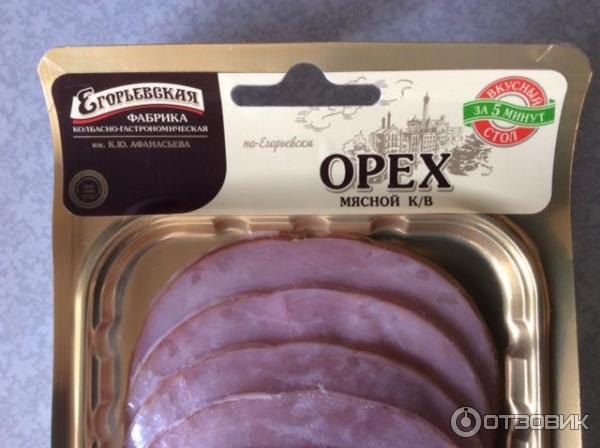 ЕГОРЬЕВСКАЯ
ФАБРИКА
КОЛБАСНО-ГАСТРОНОМИЧЕСКАЯ
им. К.Ю. АФАНАСЬЕВА
по-Егорьевски
ОРЕХ
МЯСНОЙ К/В
ВКУСНЫЙ
ЗА 5 МИНУТ
СТОЛ
ОТЗОВИК